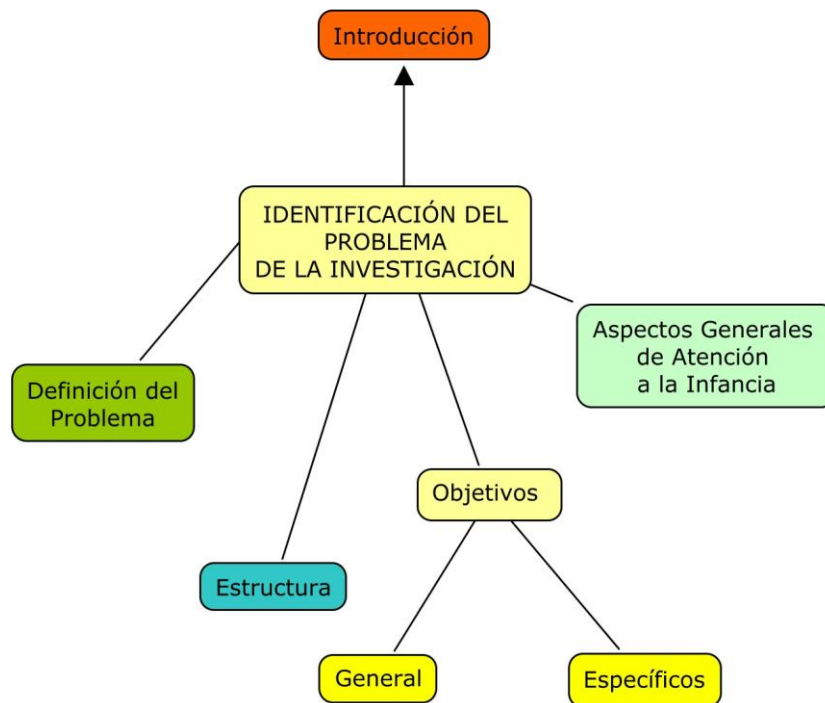 Introducción
IDENTIFICACIÓN DEL
PROBLEMA
DE LA INVESTIGACIÓN
Aspectos Generales
de Atención
a la Infancia
Definición del
Problema
Objetivos
Estructura
General
Específicos